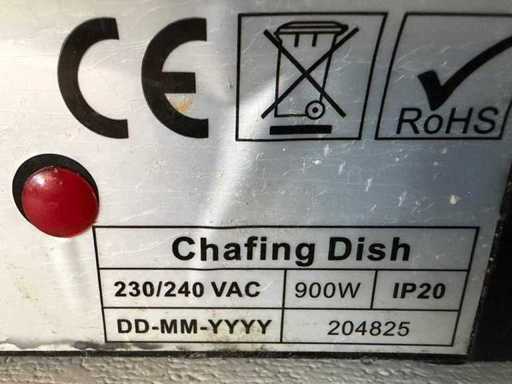 CE
RoHS
Chafing Dish
230/240 VAC 900W IP20
DD-MM-YYYY 204825